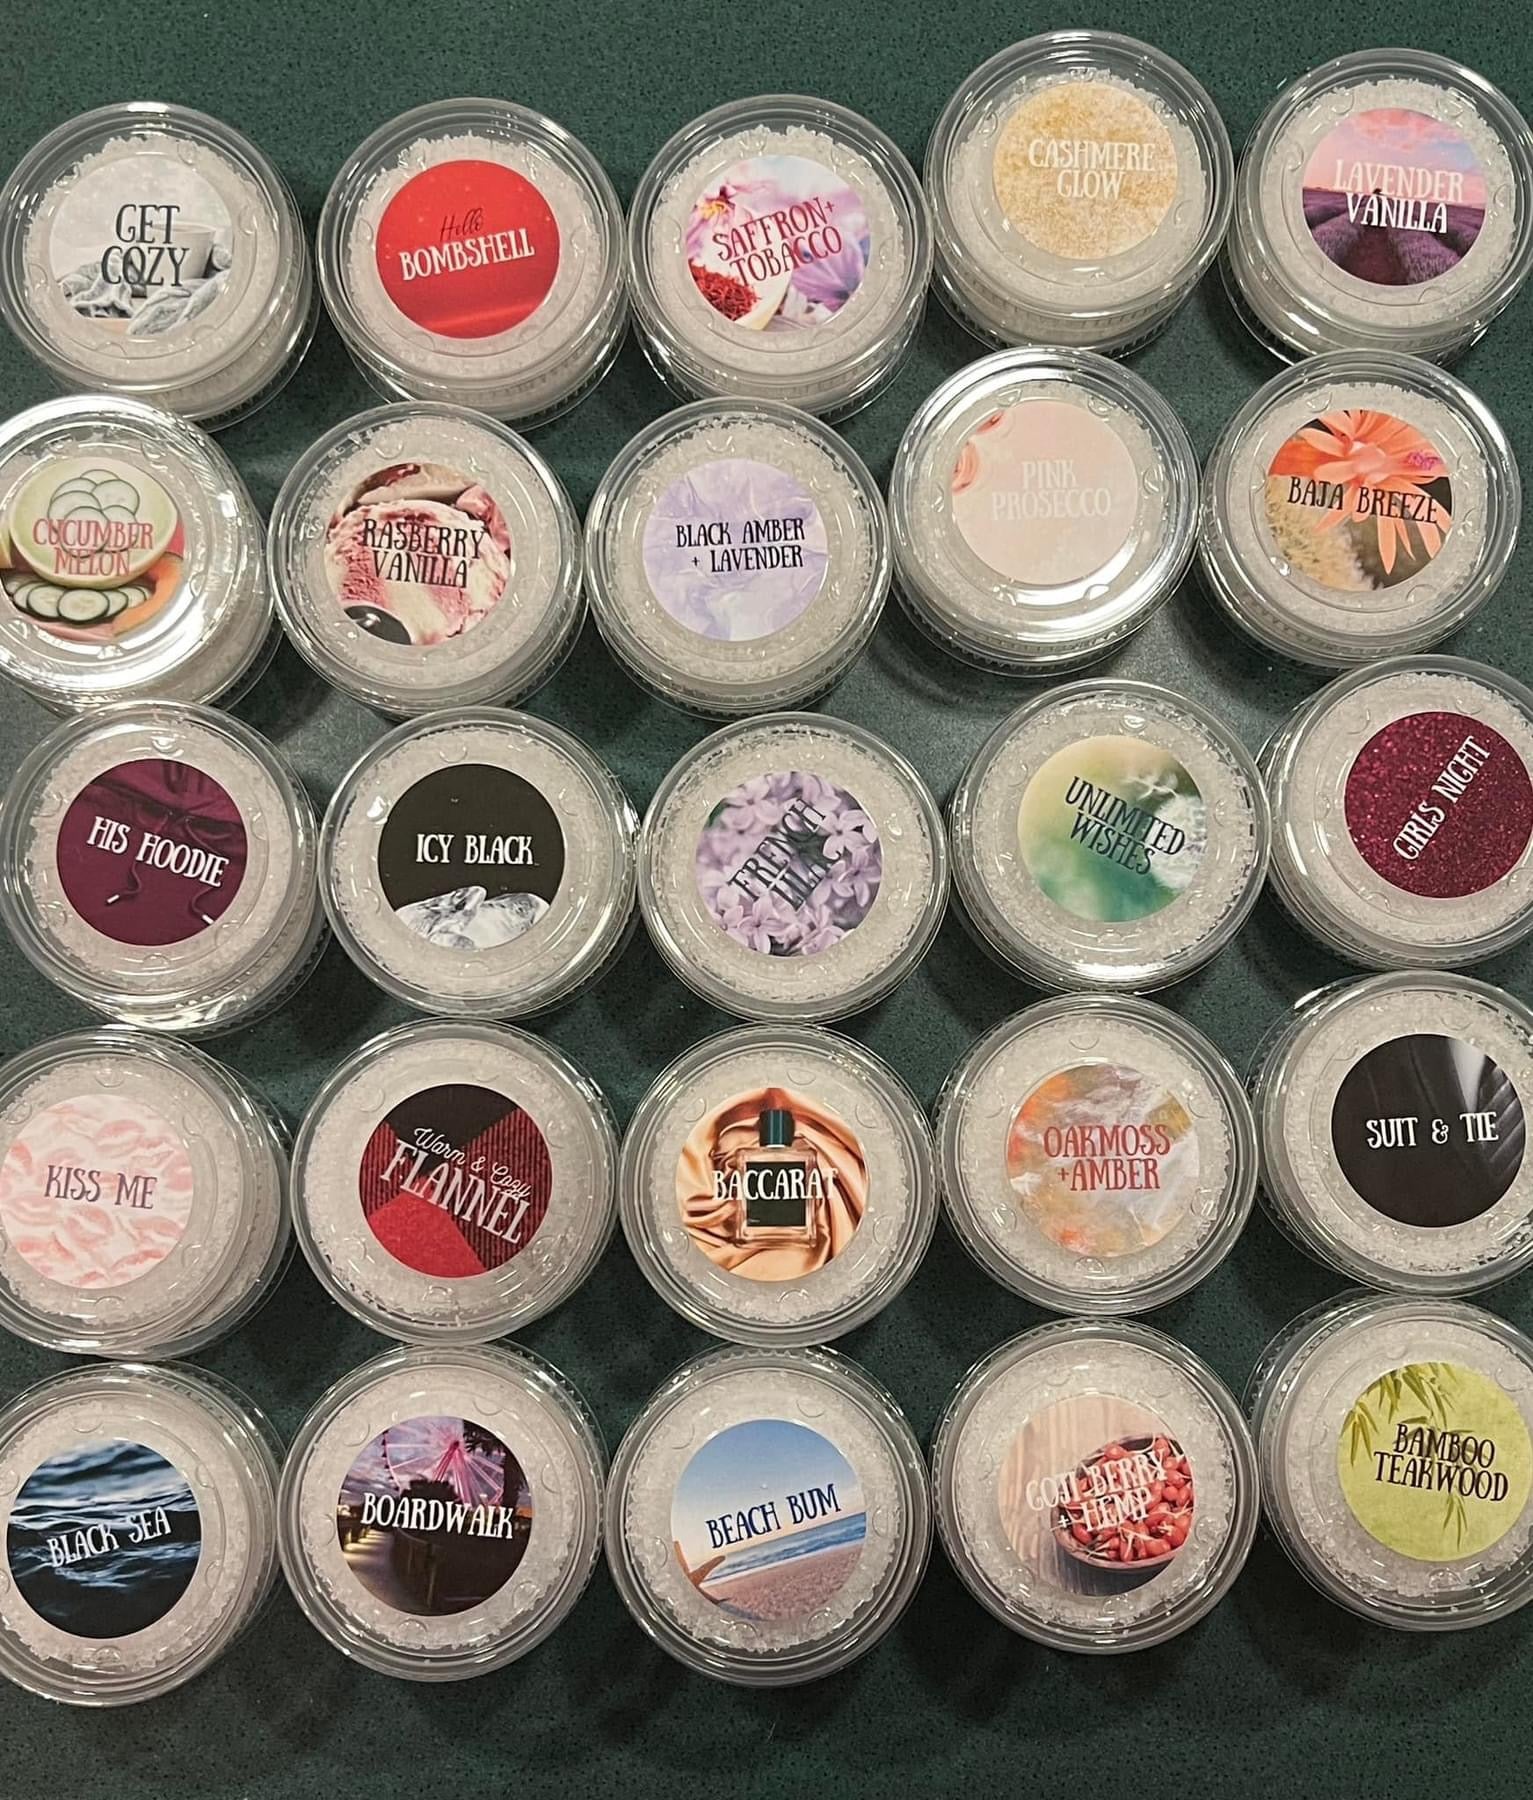 GET
COZY
Hello
BOMBSHELL
SAFFRON+
TOBACCO
CASHMERE
GLOW
LAVENDER
VANILLA
CUCUMBER
MELON
RASBERRY
VANILLA
BLACK AMBER
+ LAVENDER
PINK
PROSECCO
BAJA BREEZE
HIS HOODIE
ICY BLACK
FRENCH
LILAC
UNLIMITED
WISHES
GIRLS NIGHT
KISS ME
Warm & Cozy
FLANNEL
BACCARAT
OAKMOSS
+AMBER
SUIT & TIE
BLACK SEA
BOARDWALK
BEACH BUM
GOJI BERRY
+ HEMP
BAMBOO
TEAKWOOD